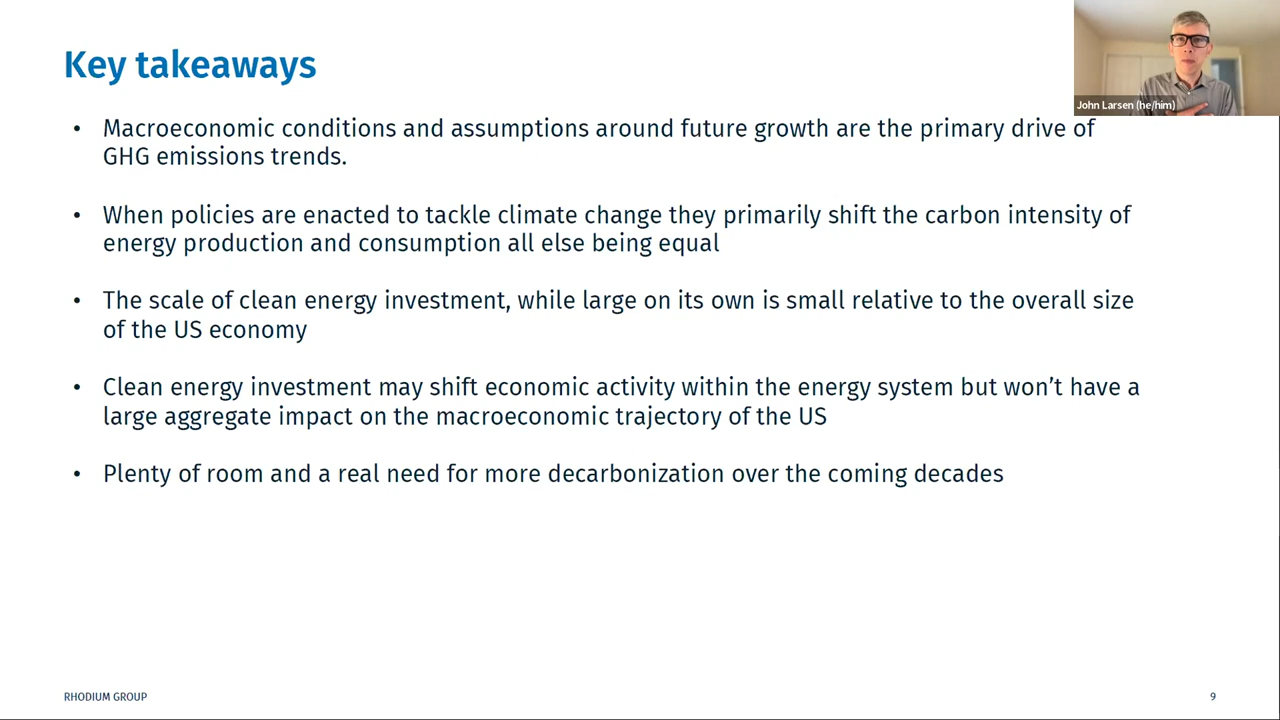 Key takeaways
John Larsen (he/him)
• Macroeconomic conditions and assumptions around future growth are the primary drive of
GHG emissions trends.
• When policies are enacted to tackle climate change they primarily shift the carbon intensity of
energy production and consumption all else being equal
• The scale of clean energy investment, while large on its own is small relative to the overall size
of the US economy
• Clean energy investment may shift economic activity within the energy system but won’t have a
large aggregate impact on the macroeconomic trajectory of the US
• Plenty of room and a real need for more decarbonization over the coming decades
RHODIUM GROUP
9